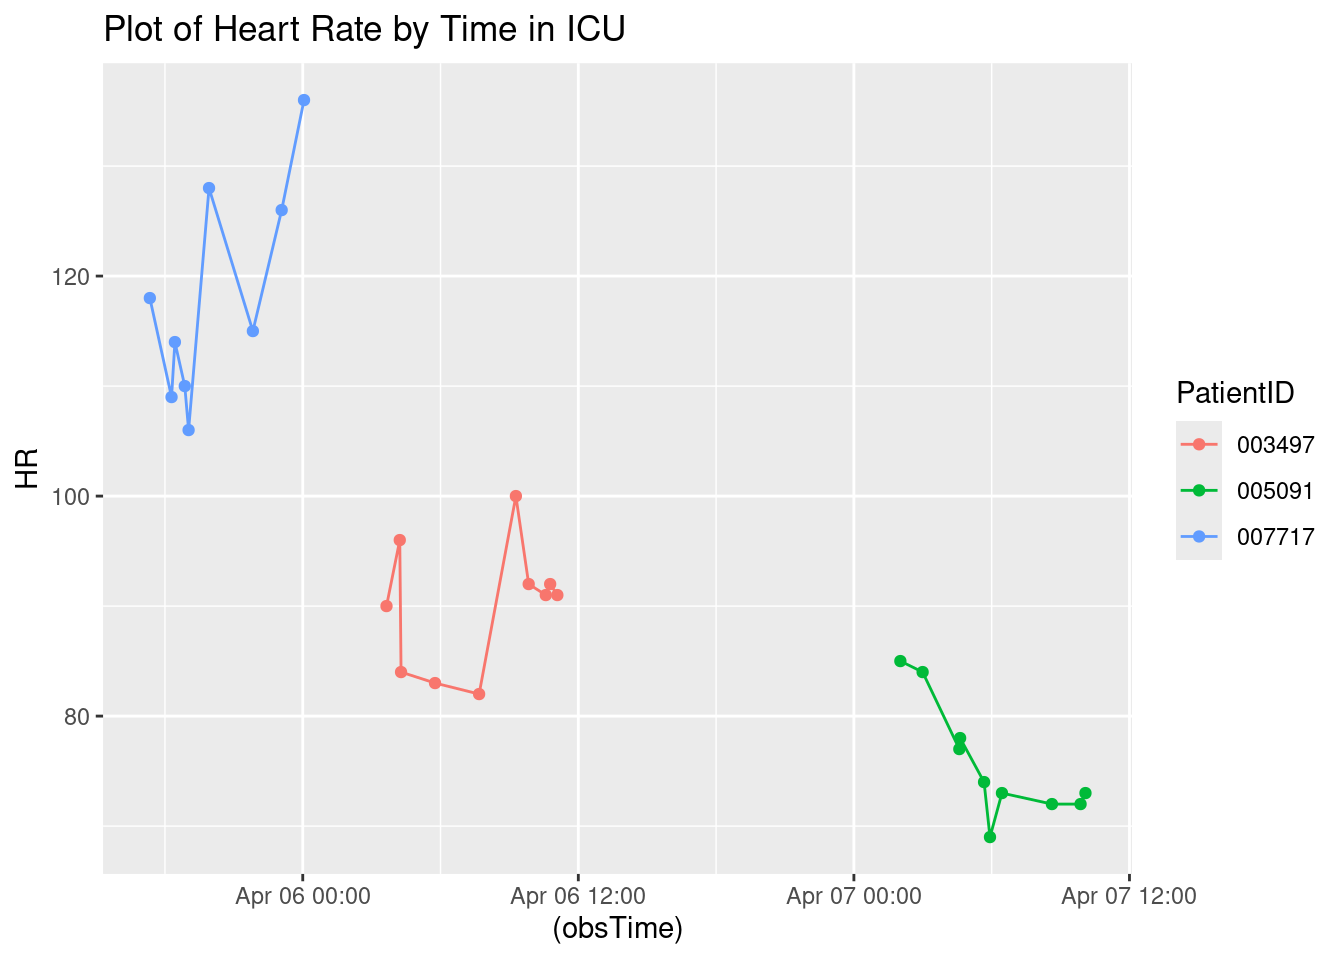 Plot of Heart Rate by Time in ICU
120
100
80
HR
Apr 06 00:00
Apr 06 12:00
Apr 07 00:00
Apr 07 12:00
(obsTime)
PatientID
003497
005091
007717